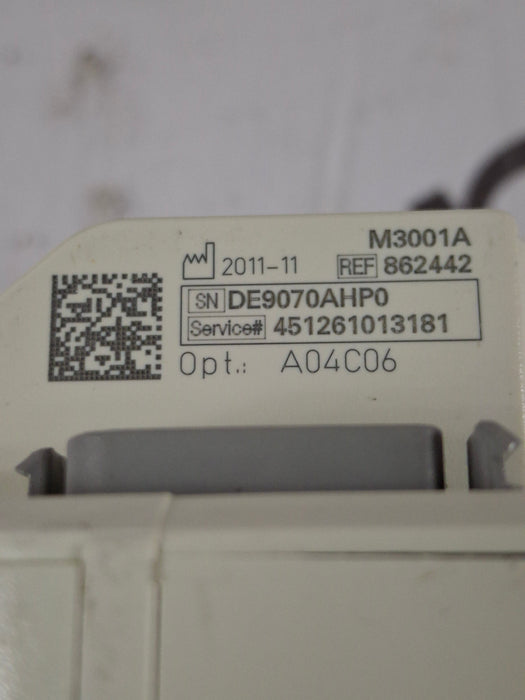 M3001A
2011-11 REF 862442
SN DE9070AHP0
Service# 451261013181
Opt.: A04C06